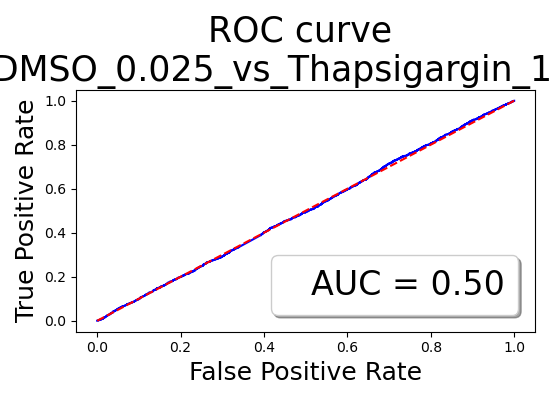 ROC curve
DMSO_0.025_vs_Thapsigargin_1
True Positive Rate
1.0
0.8
0.6
0.4
0.2
0.0
AUC = 0.50
0.0 0.2 0.4 0.6 0.8 1.0
False Positive Rate